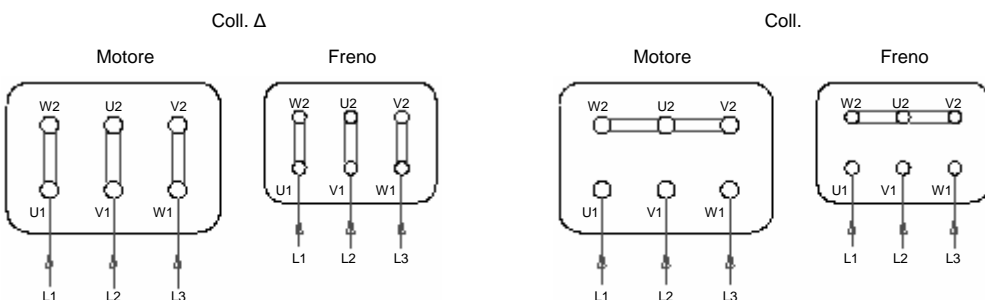 Coll. Δ
Motore Freno
W2 U2 V2
U1 V1 W1
L1 L2 L3
W2 U2 V2
U1 V1 W1
L1 L2 L3
Coll.
Motore Freno
W2 U2 V2
U1 V1 W1
L1 L2 L3
W2 U2 V2
U1 V1 W1
L1 L2 L3